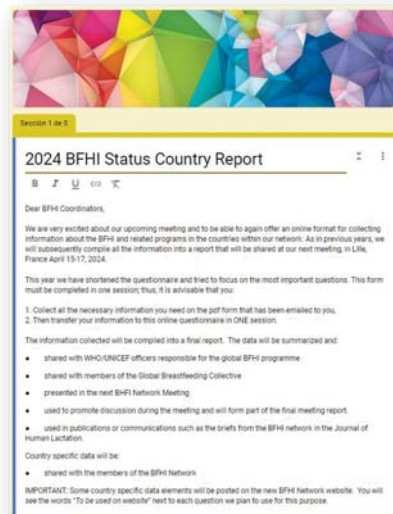 Sección 1 de 5
2024 BFHI Status Country Report
B I U
Dear BFHI Coordinators,
We are very excited about our upcoming meeting and to be able to again offer an online format for collecting
information about the BFHI and related programs in the countries within our network. As in previous years, we
will subsequently compile all the information into a report that will be shared at our next meeting, in Lille,
France April 15-17, 2024.
This year we have shortened the questionnaire and tried to focus on the most important questions. This form
must be completed in one session; thus, it is advisable that you:
1. Collect all the necessary information you need on the pdf form that has been emailed to you,
2. Then transfer your information to this online questionnaire in ONE session.
The information collected will be compiled into a final report. The data will be summarized and:
● shared with WHO/UNICEF officers responsible for the global BFHI programme
● shared with members of the Global Breastfeeding Collective
● presented in the next BHFI Network Meeting
● used to promote discussion during the meeting and will form part of the final meeting report.
● used in publications or communications such as the briefs from the BFHI network in the Journal of
Human Lactation.
Country specific data will be:
● shared with the members of the BFHI Network
IMPORTANT: Some country specific data elements will be posted on the new BFHI Network website. You will
see the words "To be used on website" next to each question we plan to use for this purpose.